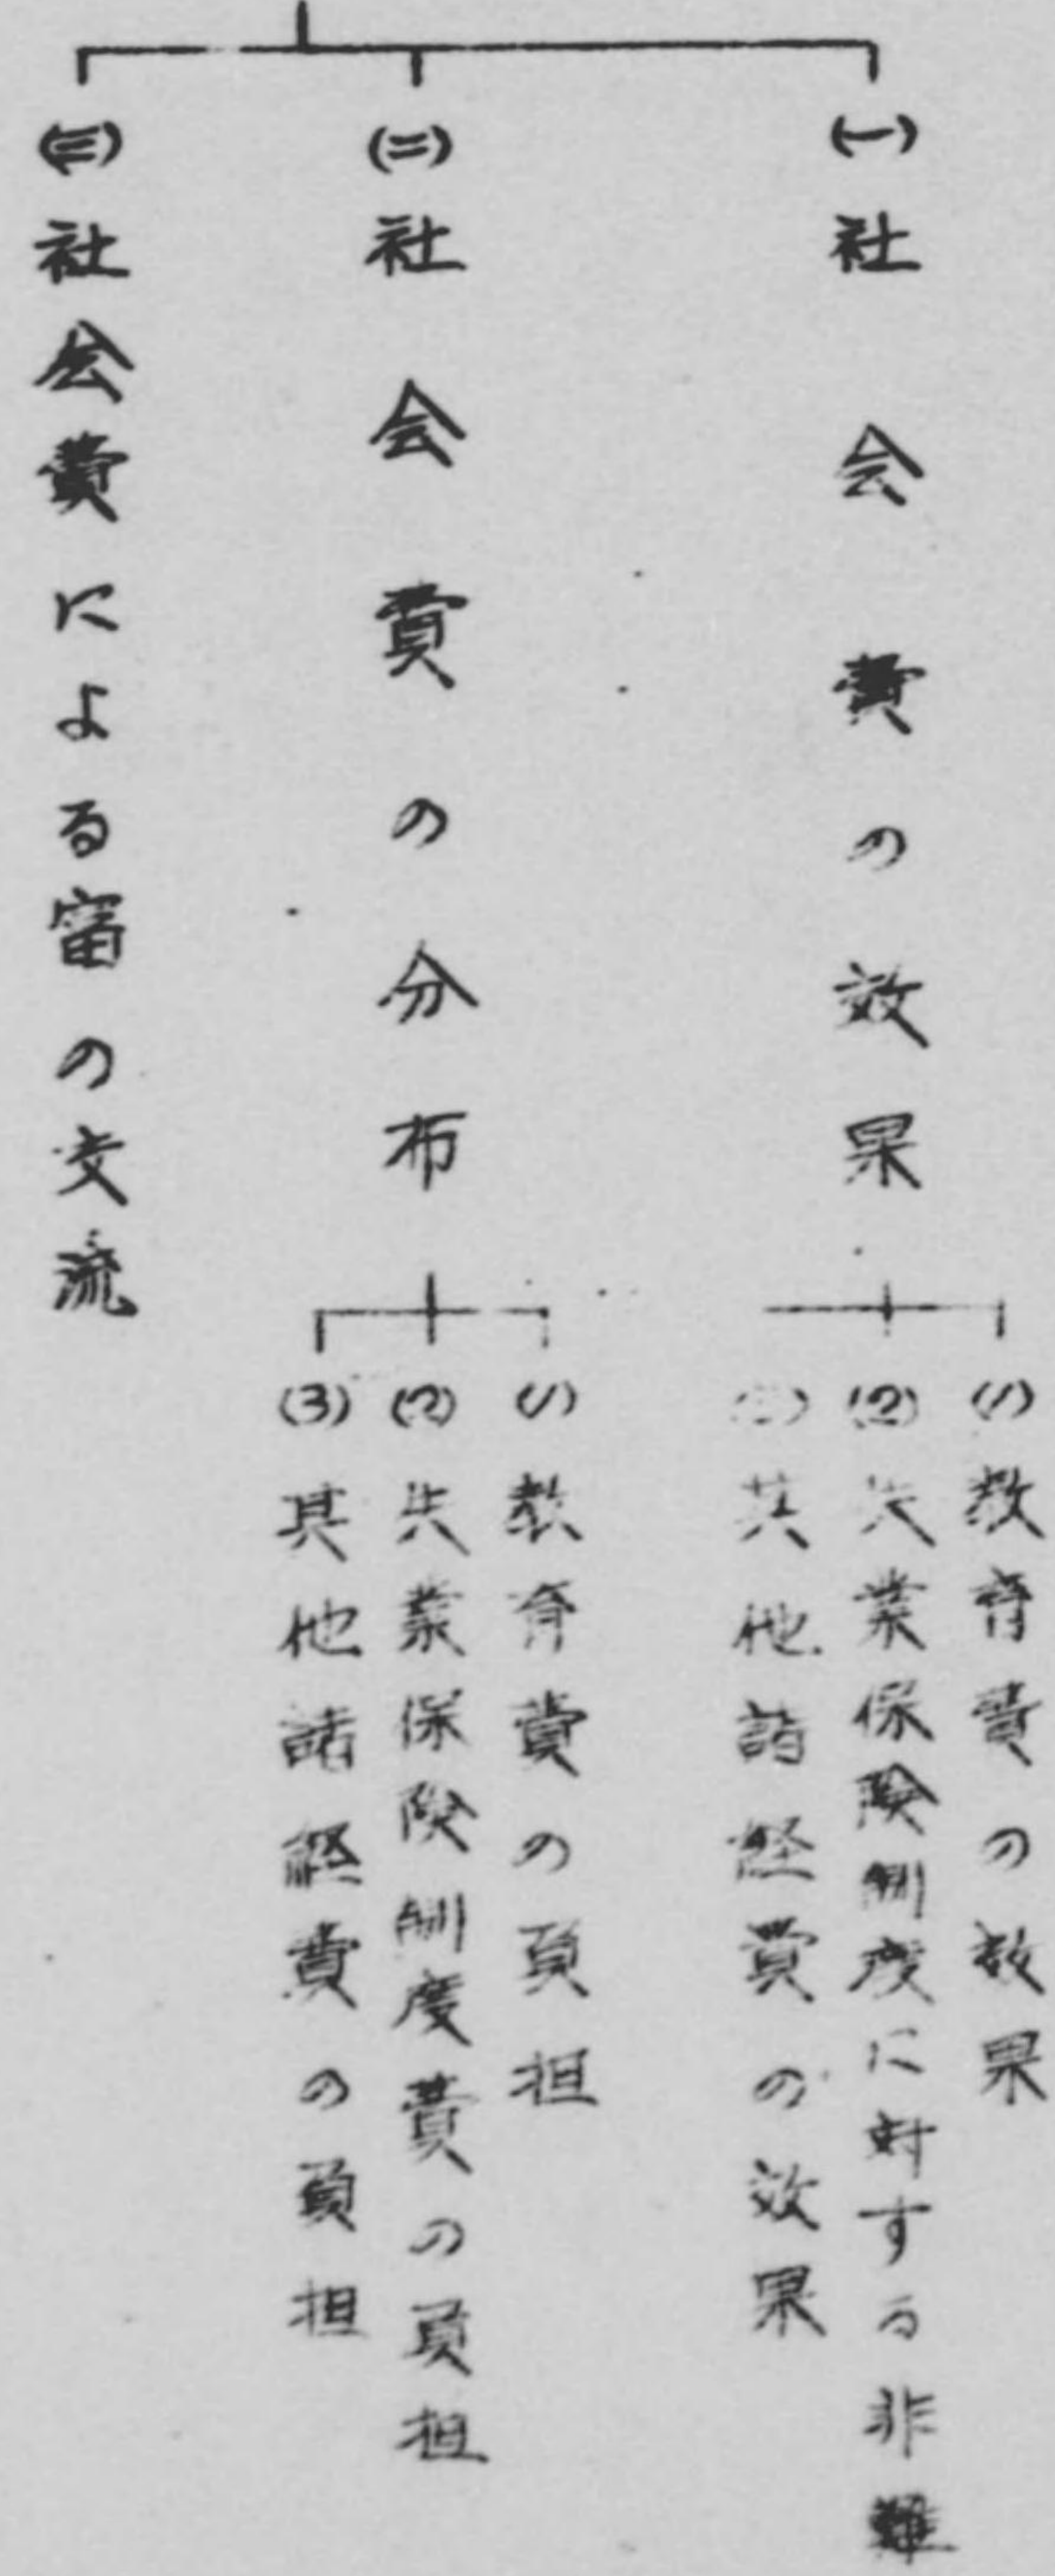 (一)社会費の効果
(1)教育費の効果
(2)失業保険制度に対する非難
(3)其他諸経費の効果
(二)社会費の分布
(1)教育費の負担
(2)失業保険制度費の負担
(3)其他諸経費の負担
(三)社会費による富の交流